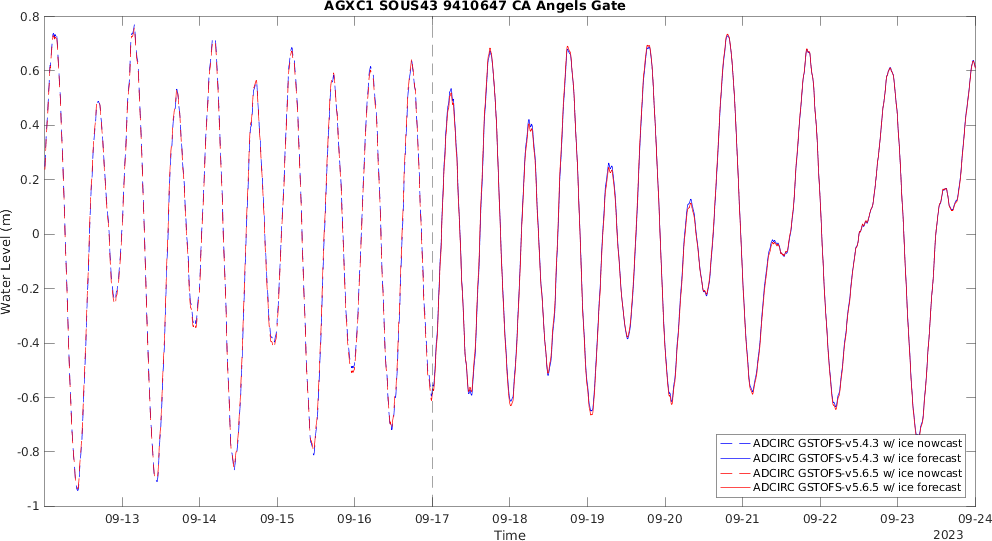 AGXC1 SOUS43 9410647 CA Angels Gate
0.8
0.6
0.4
0.2
0
-0.2
-0.4
-0.6
-0.8
-1
Water Level (m)
ADCIRC GSTOFS-v5.4.3 w/ ice nowcast
ADCIRC GSTOFS-v5.4.3 w/ ice forecast
ADCIRC GSTOFS-v5.6.5 w/ ice nowcast
ADCIRC GSTOFS-v5.6.5 w/ ice forecast
09-13 09-14 09-15 09-16 09-17 09-18 09-19 09-20 09-21 09-22 09-23 09-24
Time
2023